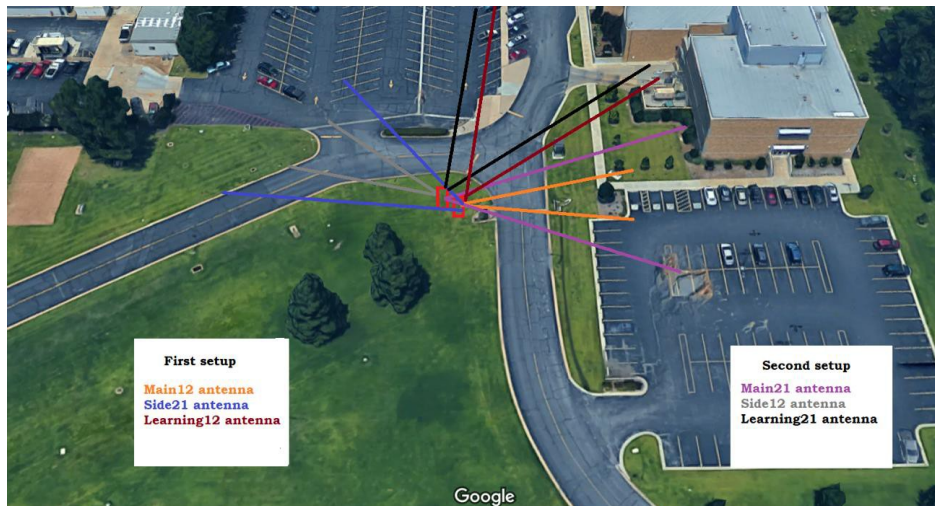 First setup
Main12 antenna
Side21 antenna
Learning12 antenna
Second setup
Main21 antenna
Side12 antenna
Learning21 antenna
Google